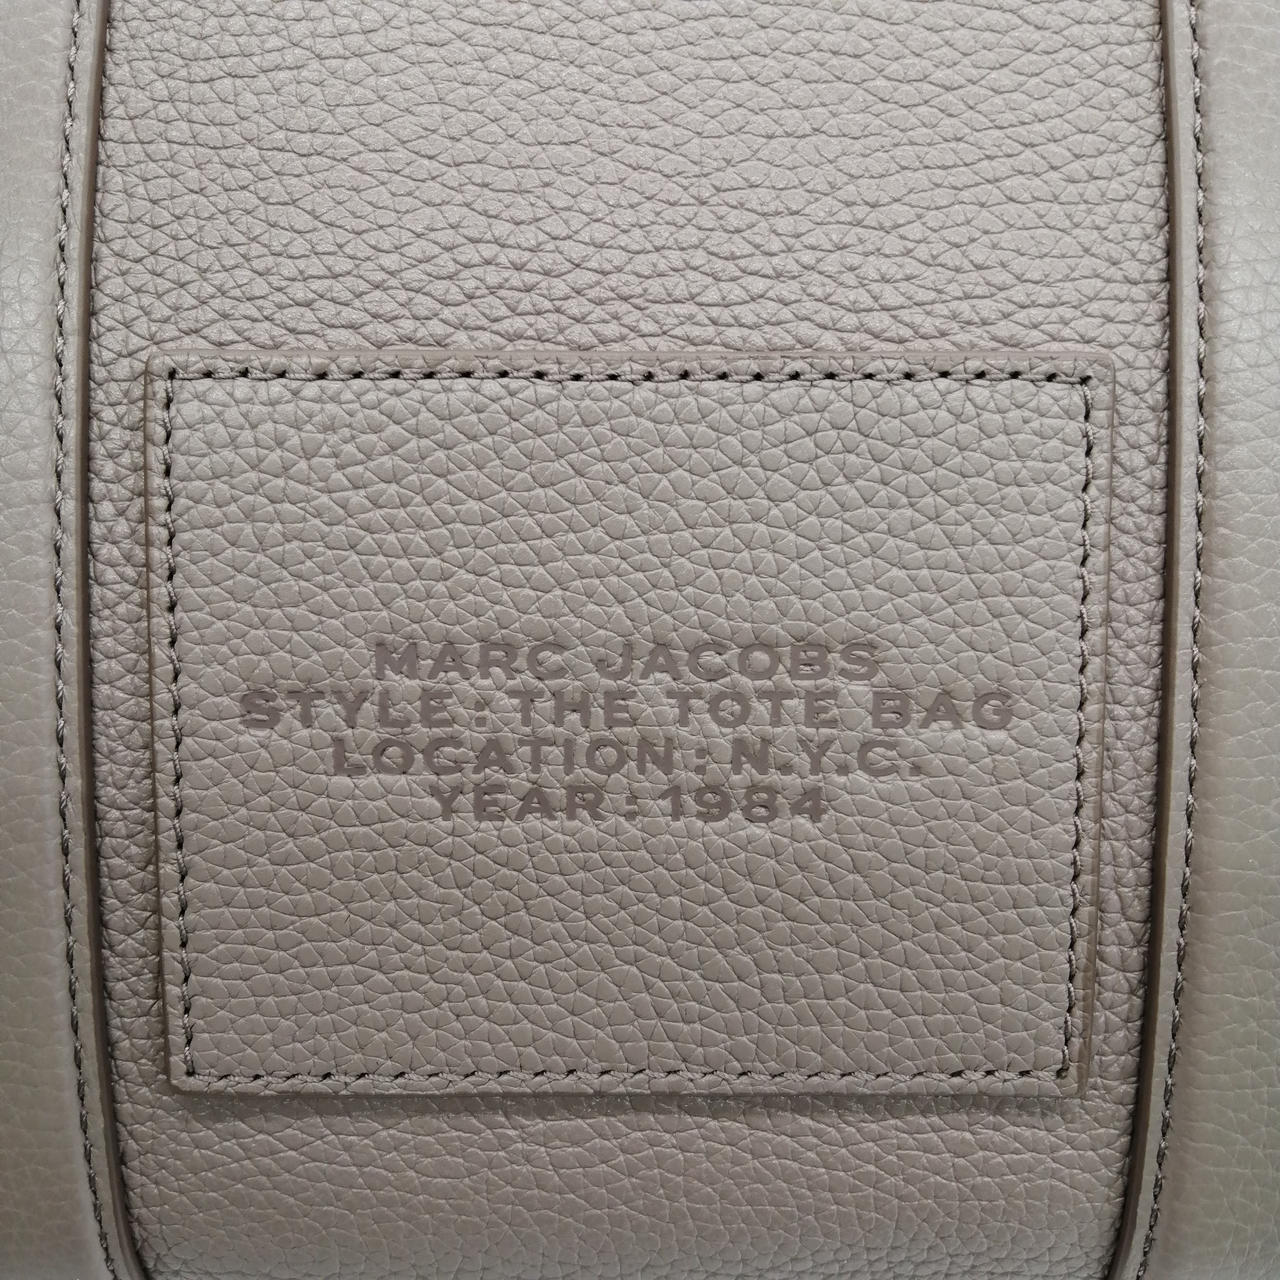 MARC JACOBS
STYLE: THE TOTE BAG
LOCATION: N.Y.C.
YEAR: 1984